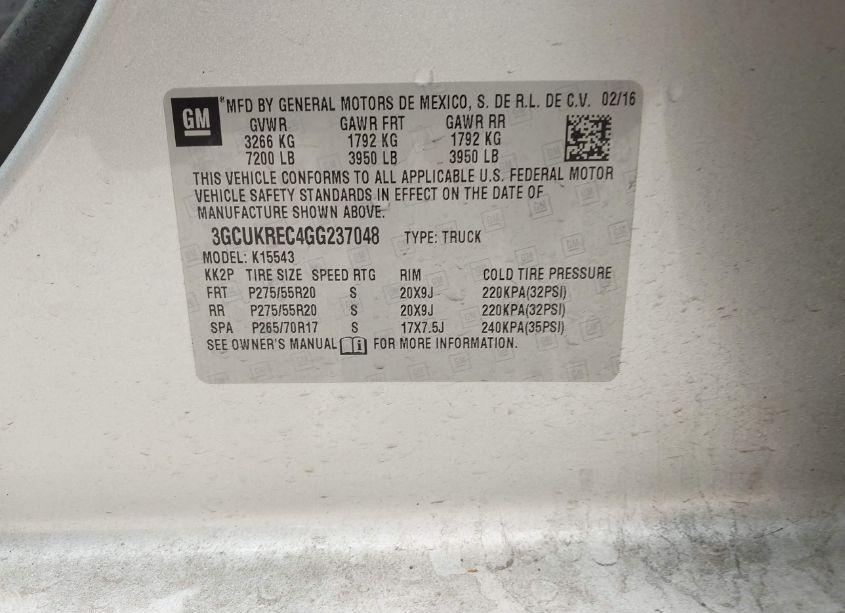 GM
®MFD BY GENERAL MOTORS DE MEXICO, S. DE R.L. DE C.V. 02/16
GVWR GAWR FRT GAWR RR
3266 KG 1792 KG 1792 KG
7200 LB 3950 LB 3950 LB
THIS VEHICLE CONFORMS TO ALL APPLICABLE U.S. FEDERAL MOTOR
VEHICLE SAFETY STANDARDS IN EFFECT ON THE DATE OF
MANUFACTURE SHOWN ABOVE.
3GCUKREC4GG237048 TYPE: TRUCK
MODEL: K15543
KK2P TIRE SIZE SPEED RTG RIM COLD TIRE PRESSURE
FRT P275/55R20 S 20X9J 220KPA(32PSI)
RR P275/55R20 S 20X9J 220KPA(32PSI)
SPA P265/70R17 S 17X7.5J 240KPA(35PSI)
SEE OWNER'S MANUAL FOR MORE INFORMATION.